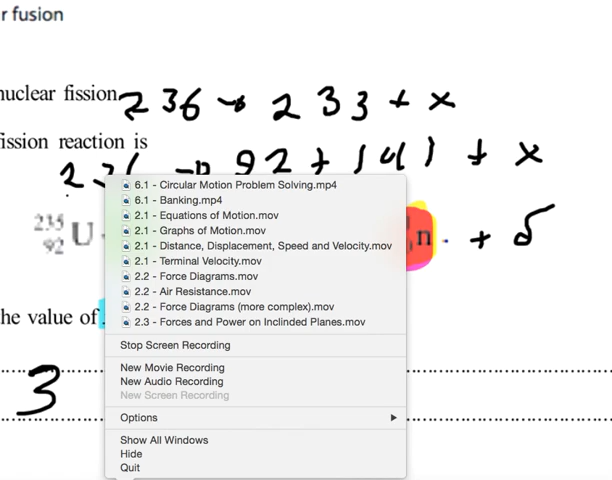 r fusion
nuclear fission
236 → 233 + x
fission reaction is
92 + 141 + x
6.1 - Circular Motion Problem Solving.mp4
6.1 - Banking.mp4
2.1 - Equations of Motion.mov
2.1 - Graphs of Motion.mov
2.1 - Distance, Displacement, Speed and Velocity.mov
2.1 - Terminal Velocity.mov
2.2 - Force Diagrams.mov
2.2 - Air Resistance.mov
2.2 - Force Diagrams (more complex).mov
2.3 - Forces and Power on Inclinded Planes.mov
235
92 U
n . + δ
he value of
3
Stop Screen Recording
New Movie Recording
New Audio Recording
New Screen Recording
Options
Show All Windows
Hide
Quit